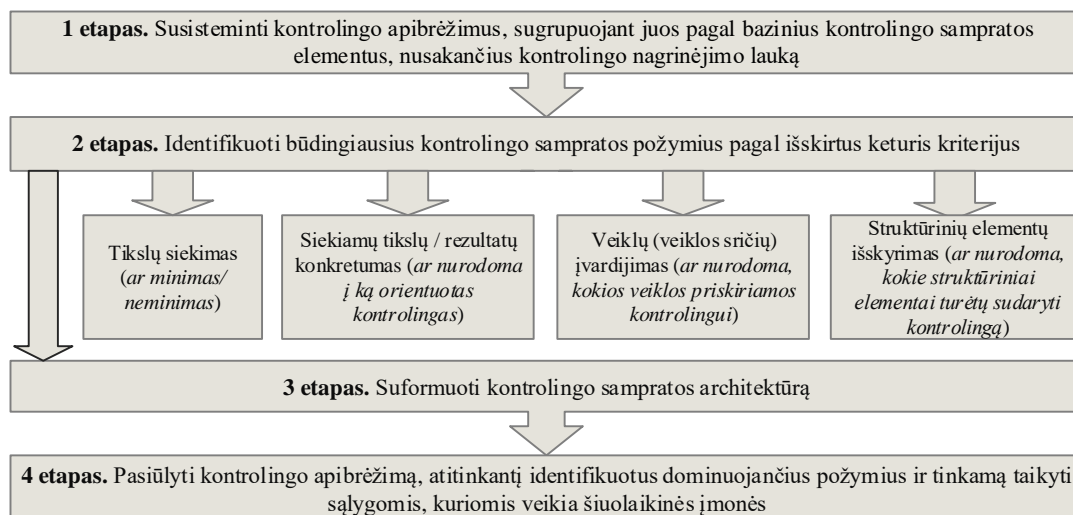 1 etapas. Susisteminti kontrolingo apibrėžimus, sugrupuojant juos pagal bazinius kontrolingo sampratos
elementus, nusakančius kontrolingo nagrinėjimo lauką
2 etapas. Identifikuoti būdingiausius kontrolingo sampratos požymius pagal išskirtus keturis kriterijus
Tikslų siekimas
(ar minimas/
neminimas)
Siekiamų tikslų / rezultatų
konkretumas (ar nurodoma
į ką orientuotas
kontrolingas)
Veiklų (veiklos sričių)
įvardijimas (ar nurodoma,
kokios veiklos priskiriamos
kontrolingui)
Struktūrinių elementų
išskyrimas (ar nurodoma,
kokie struktūriniai
elementai turėtų sudaryti
kontrolingą)
3 etapas. Suformuoti kontrolingo sampratos architektūrą
4 etapas. Pasiūlyti kontrolingo apibrėžimą, atitinkantį identifikuotus dominuojančius požymius ir tinkamą taikyti
sąlygomis, kuriomis veikia šiuolaikinės įmonės